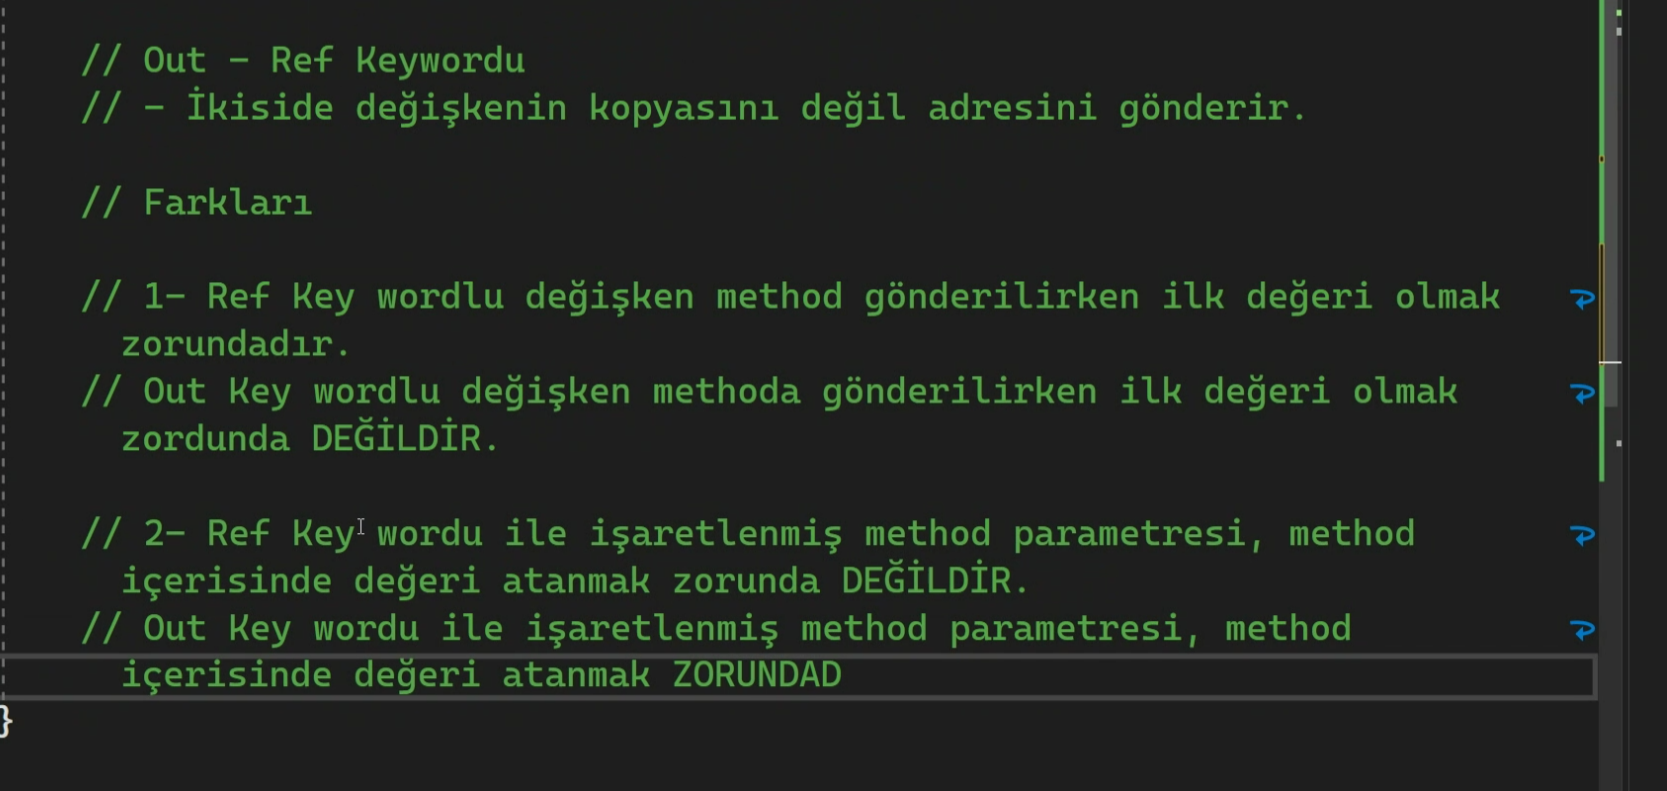 // Out - Ref Keywordu
// - İkiside değişkenin kopyasını değil adresini gönderir.
// Farkları
// 1- Ref Key wordlu değişken method gönderilirken ilk değeri olmak
zorundadır.
// Out Key wordlu değişken methoda gönderilirken ilk değeri olmak
zordunda DEĞİLDİR.
// 2- Ref Key wordu ile işaretlenmiş method parametresi, method
içerisinde değeri atanmak zorunda DEĞİLDİR.
// Out Key wordu ile işaretlenmiş method parametresi, method
içerisinde değeri atanmak ZORUNDAD
}